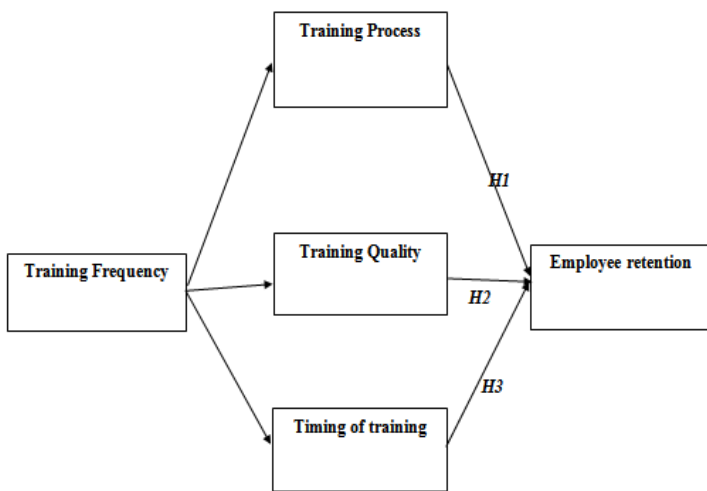 Training Process
H1
Training Frequency
Training Quality
Employee retention
H2
H3
Timing of training